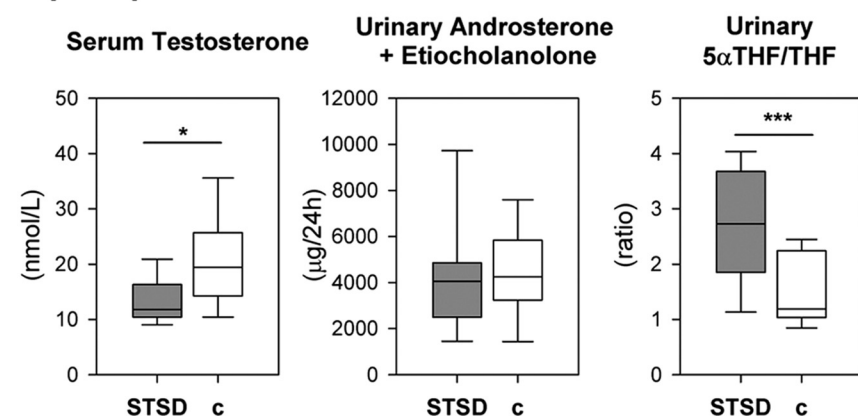 Serum Testosterone
50
40
30
20
10
0
(nmol/L)
*
STSD c
Urinary Androsterone
+ Etiocholanolone
12000
10000
8000
6000
4000
2000
0
(μg/24h)
STSD c
Urinary
5αTHF/THF
5
4
3
2
1
0
(ratio)
***
STSD c